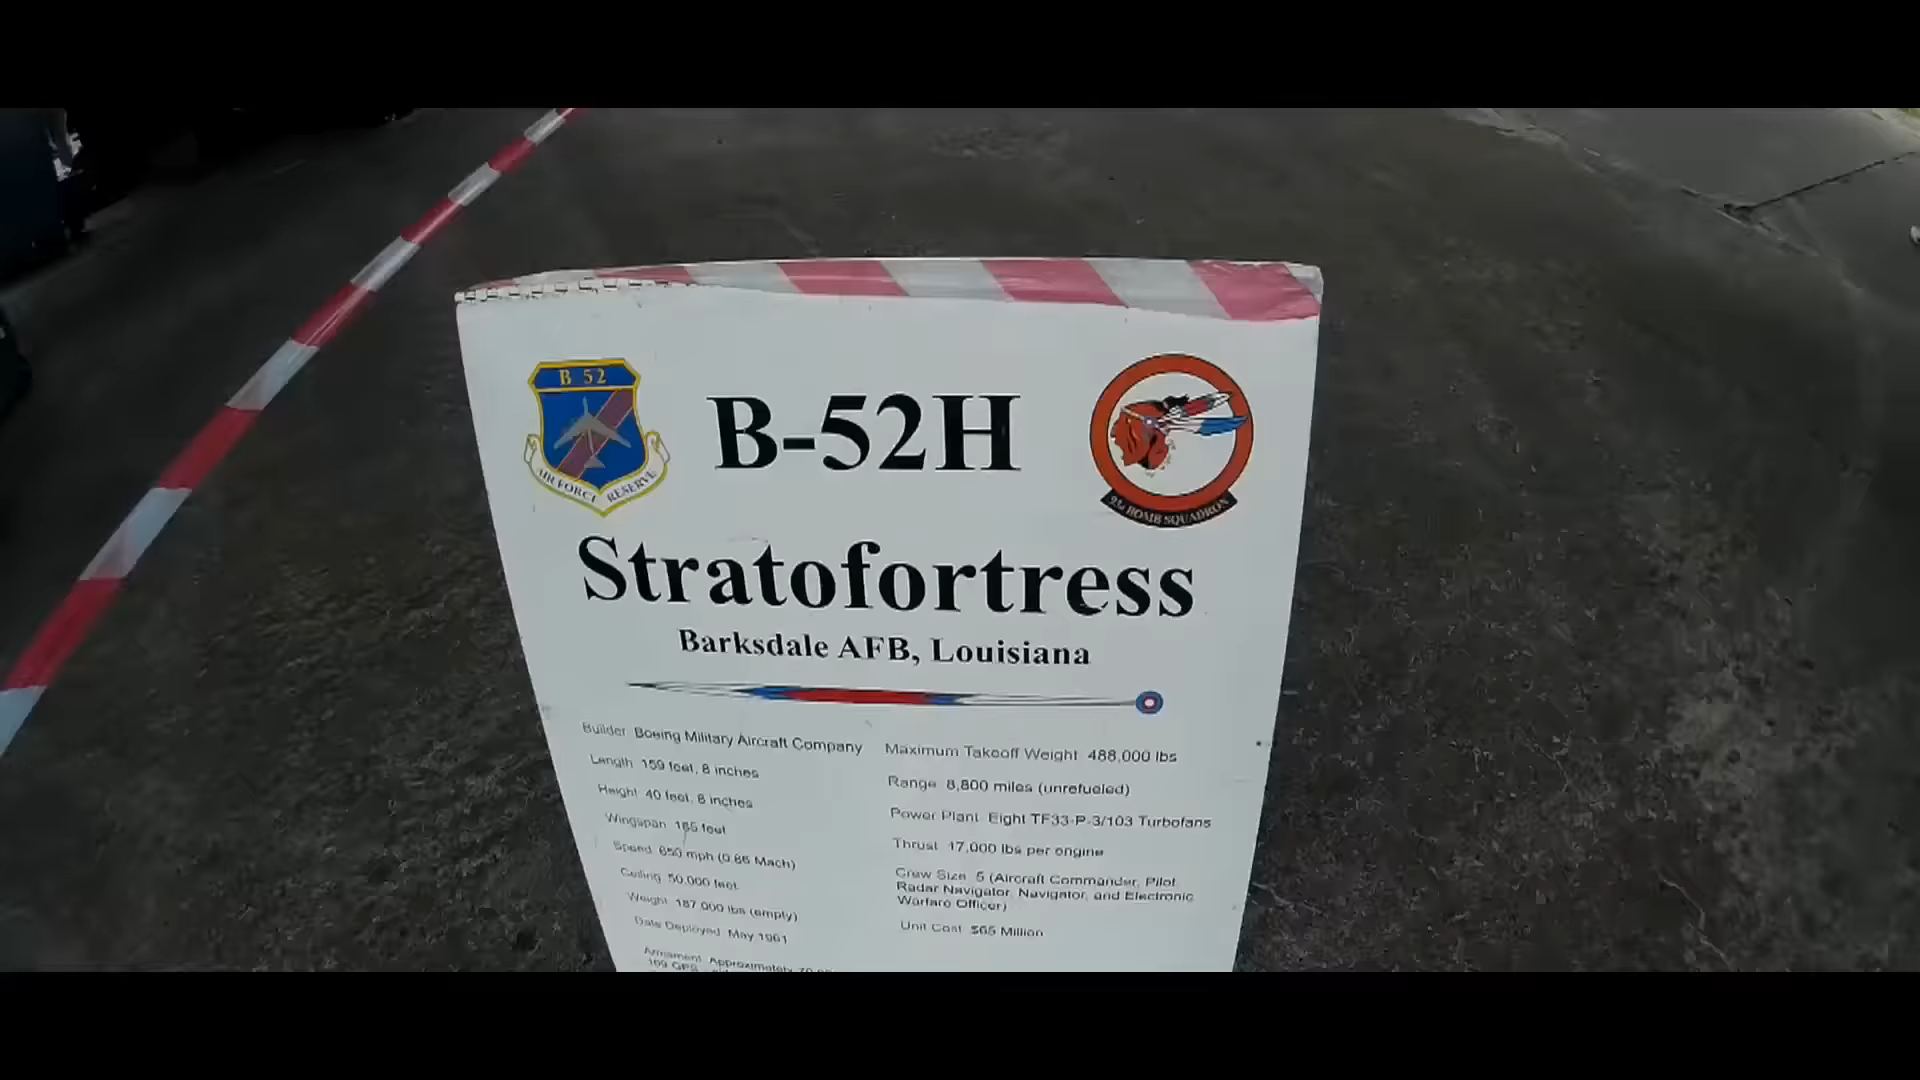 B 52
AIR FORCE RESERVE
B-52H
93d BOMB SQUADRON
Stratofortress
Barksdale AFB, Louisiana
Builder Boeing Military Aircraft Company
Length 159 feet, 8 inches
Height 40 feet, 8 inches
Wingspan 185 feet
Speed 650 mph (0.86 Mach)
Ceiling 50,000 feet
Weight 187,000 lbs (empty)
Date Deployed May 1961
Armament Approximately
Maximum Takeoff Weight 488,000 lbs
Range 8,800 miles (unrefueled)
Power Plant Eight TF33-P-3/103 Turbofans
Thrust 17,000 lbs per engine
Crew Size 5 (Aircraft Commander, Pilot
Radar Navigator, Navigator, and Electronic
Warfare Officer)
Unit Cost $65 Million